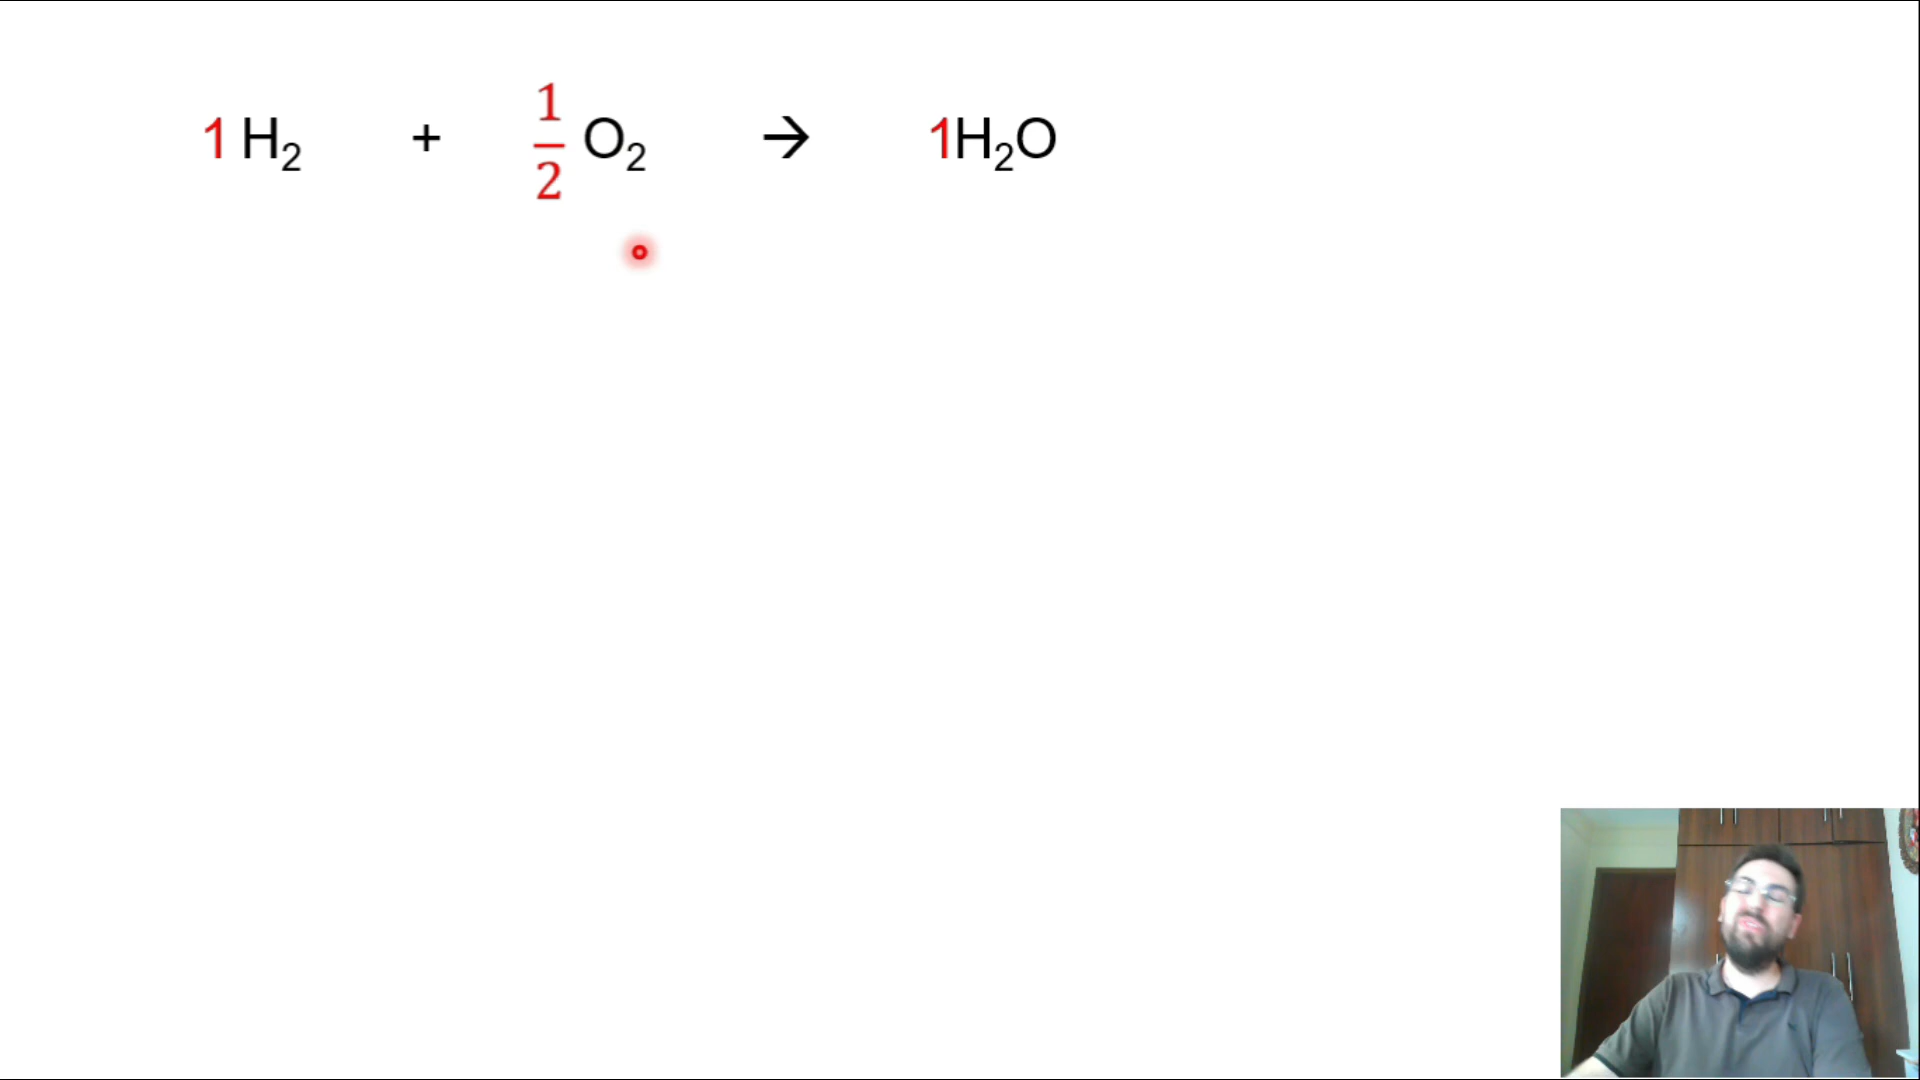 1 H₂ + 1/2 O₂ → 1H₂O